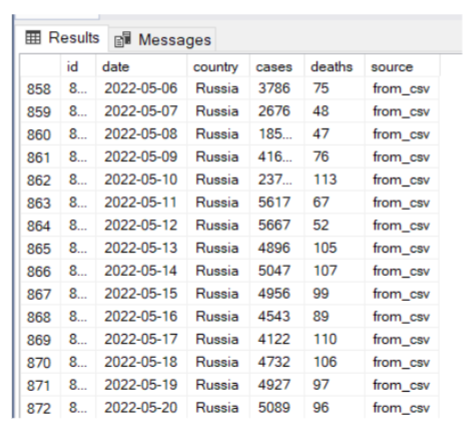 Results Messages
id date country cases deaths source
858 8... 2022-05-06 Russia 3786 75 from_csv
859 8... 2022-05-07 Russia 2676 48 from_csv
860 8... 2022-05-08 Russia 185... 47 from_csv
861 8... 2022-05-09 Russia 416... 76 from_csv
862 8... 2022-05-10 Russia 237... 113 from_csv
863 8... 2022-05-11 Russia 5617 67 from_csv
864 8... 2022-05-12 Russia 5667 52 from_csv
865 8... 2022-05-13 Russia 4896 105 from_csv
866 8... 2022-05-14 Russia 5047 107 from_csv
867 8... 2022-05-15 Russia 4956 99 from_csv
868 8... 2022-05-16 Russia 4543 89 from_csv
869 8... 2022-05-17 Russia 4122 110 from_csv
870 8... 2022-05-18 Russia 4732 106 from_csv
871 8... 2022-05-19 Russia 4927 97 from_csv
872 8... 2022-05-20 Russia 5089 96 from_csv